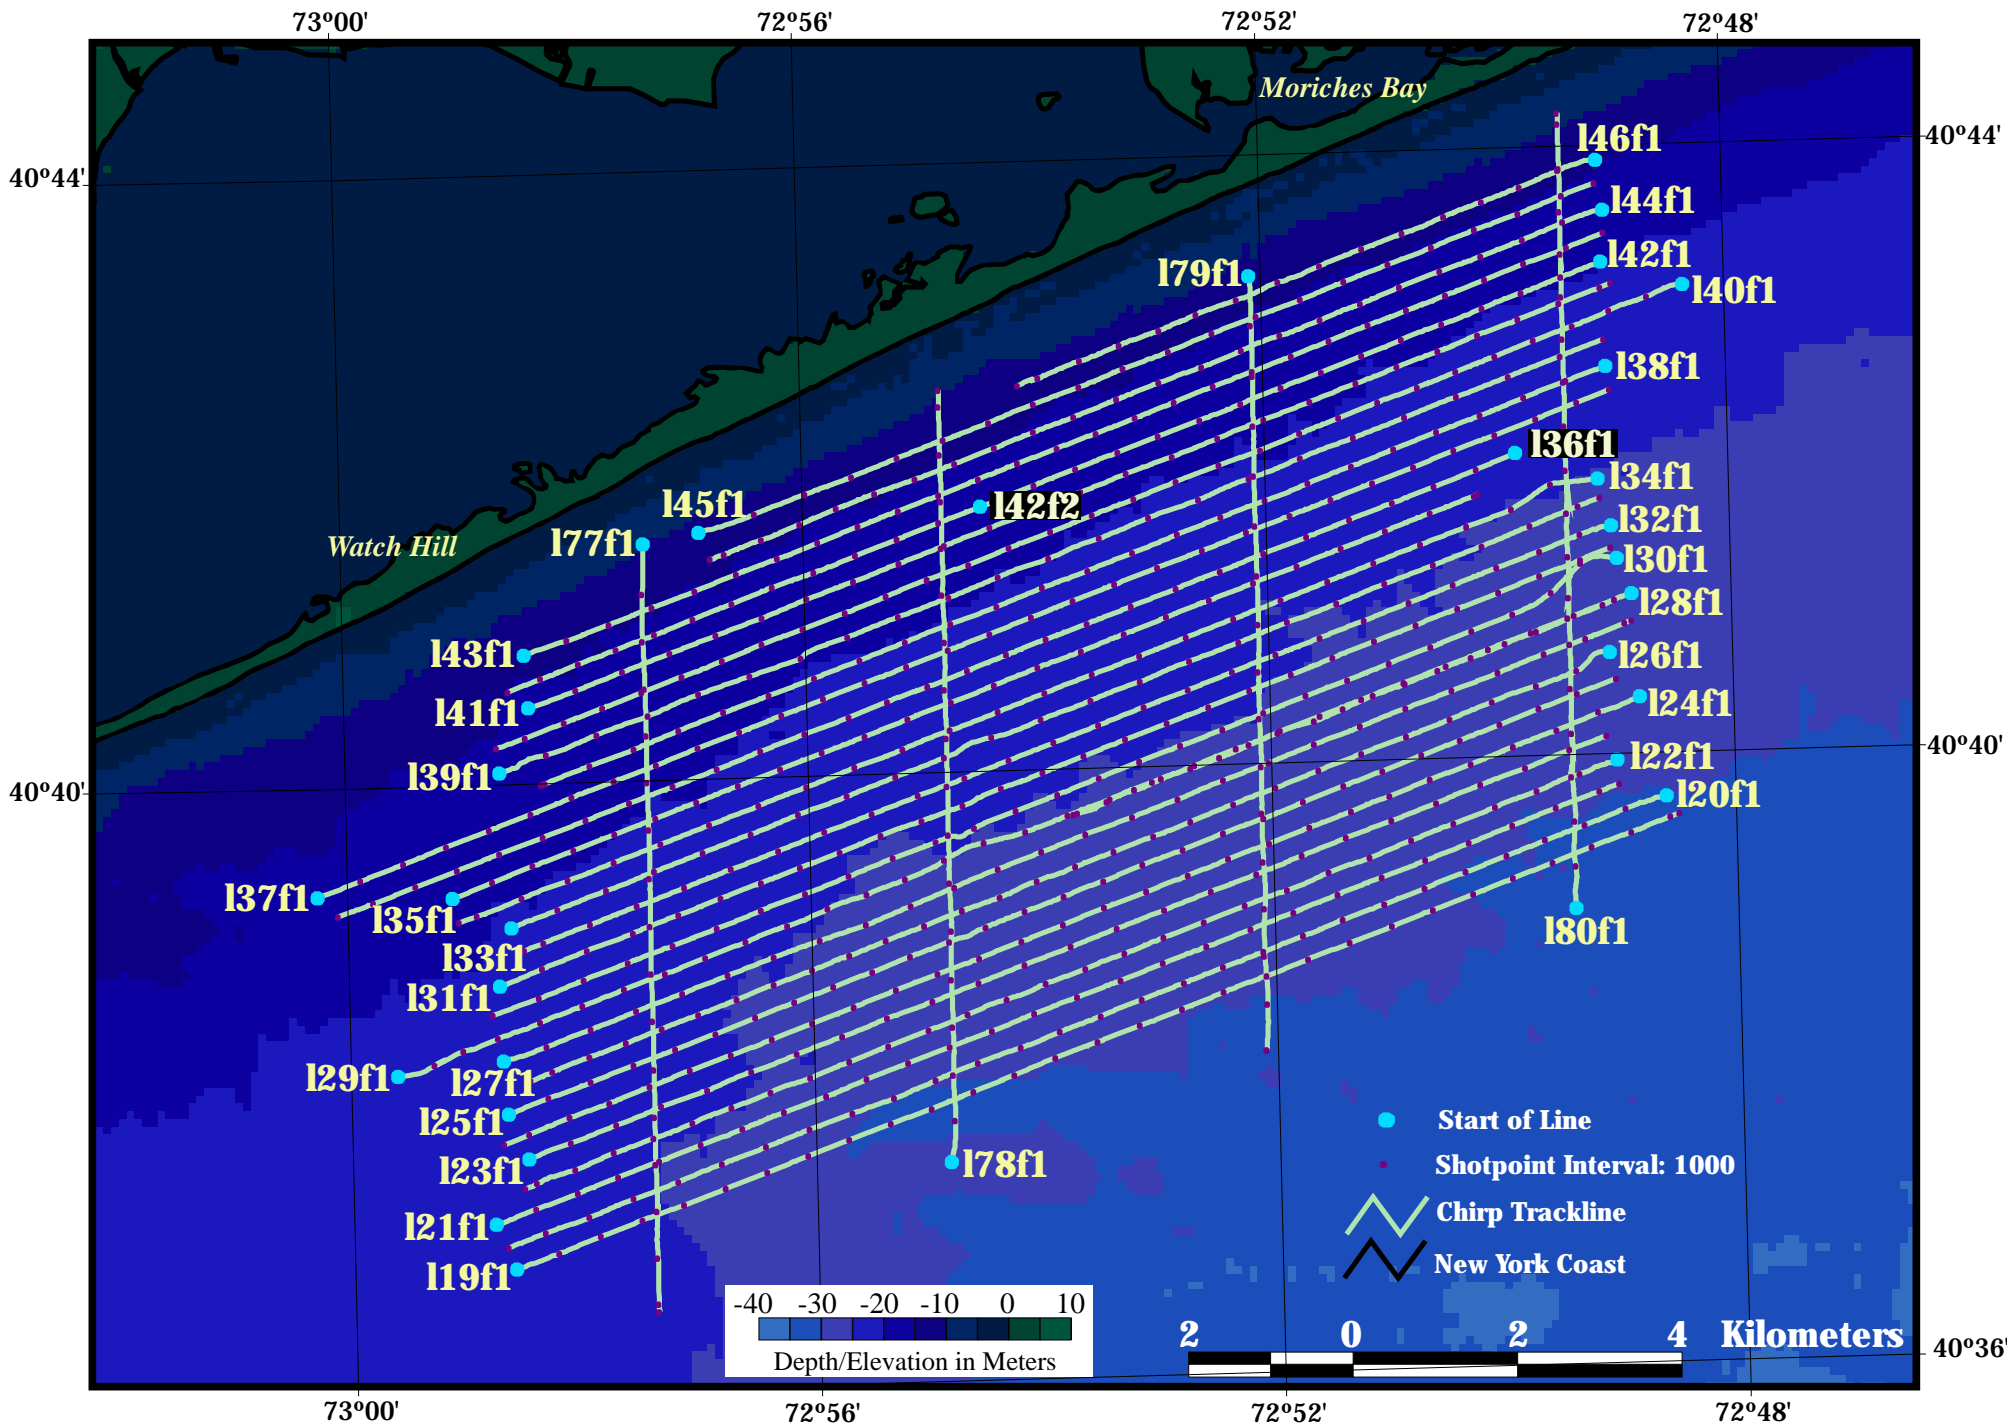 73°00' 72°56' 72°52' 72°48'
Moriches Bay
40°44' 40°44'
l46f1
l44f1
l42f1
l79f1
l40f1
l38f1
l36f1
l34f1
l45f1 l42f2
l32f1
Watch Hill l77f1
l30f1
l28f1
l43f1 l26f1
l41f1 l24f1
l39f1 l22f1 40°40'
40°40' l20f1
l37f1
l35f1
l80f1
l33f1
l31f1
l29f1 l27f1
l25f1
l23f1
l78f1
l21f1
l19f1
Start of Line
Shotpoint Interval: 1000
Chirp Trackline
New York Coast
-40 -30 -20 -10 0 10
Depth/Elevation in Meters
2 0 2 4 Kilometers
40°36'
73°00' 72°56' 72°52' 72°48'